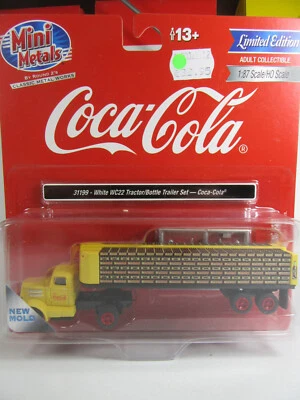 Mini
Metals
BY ROUND 2'S
CLASSIC METAL WORKS
13+
Limited Edition
ADULT COLLECTIBLE
1:87 Scale/HO Scale
Coca-Cola
®
31199 - White WC22 Tractor/Bottle Trailer Set — Coca-Cola®
NEW
MOLD